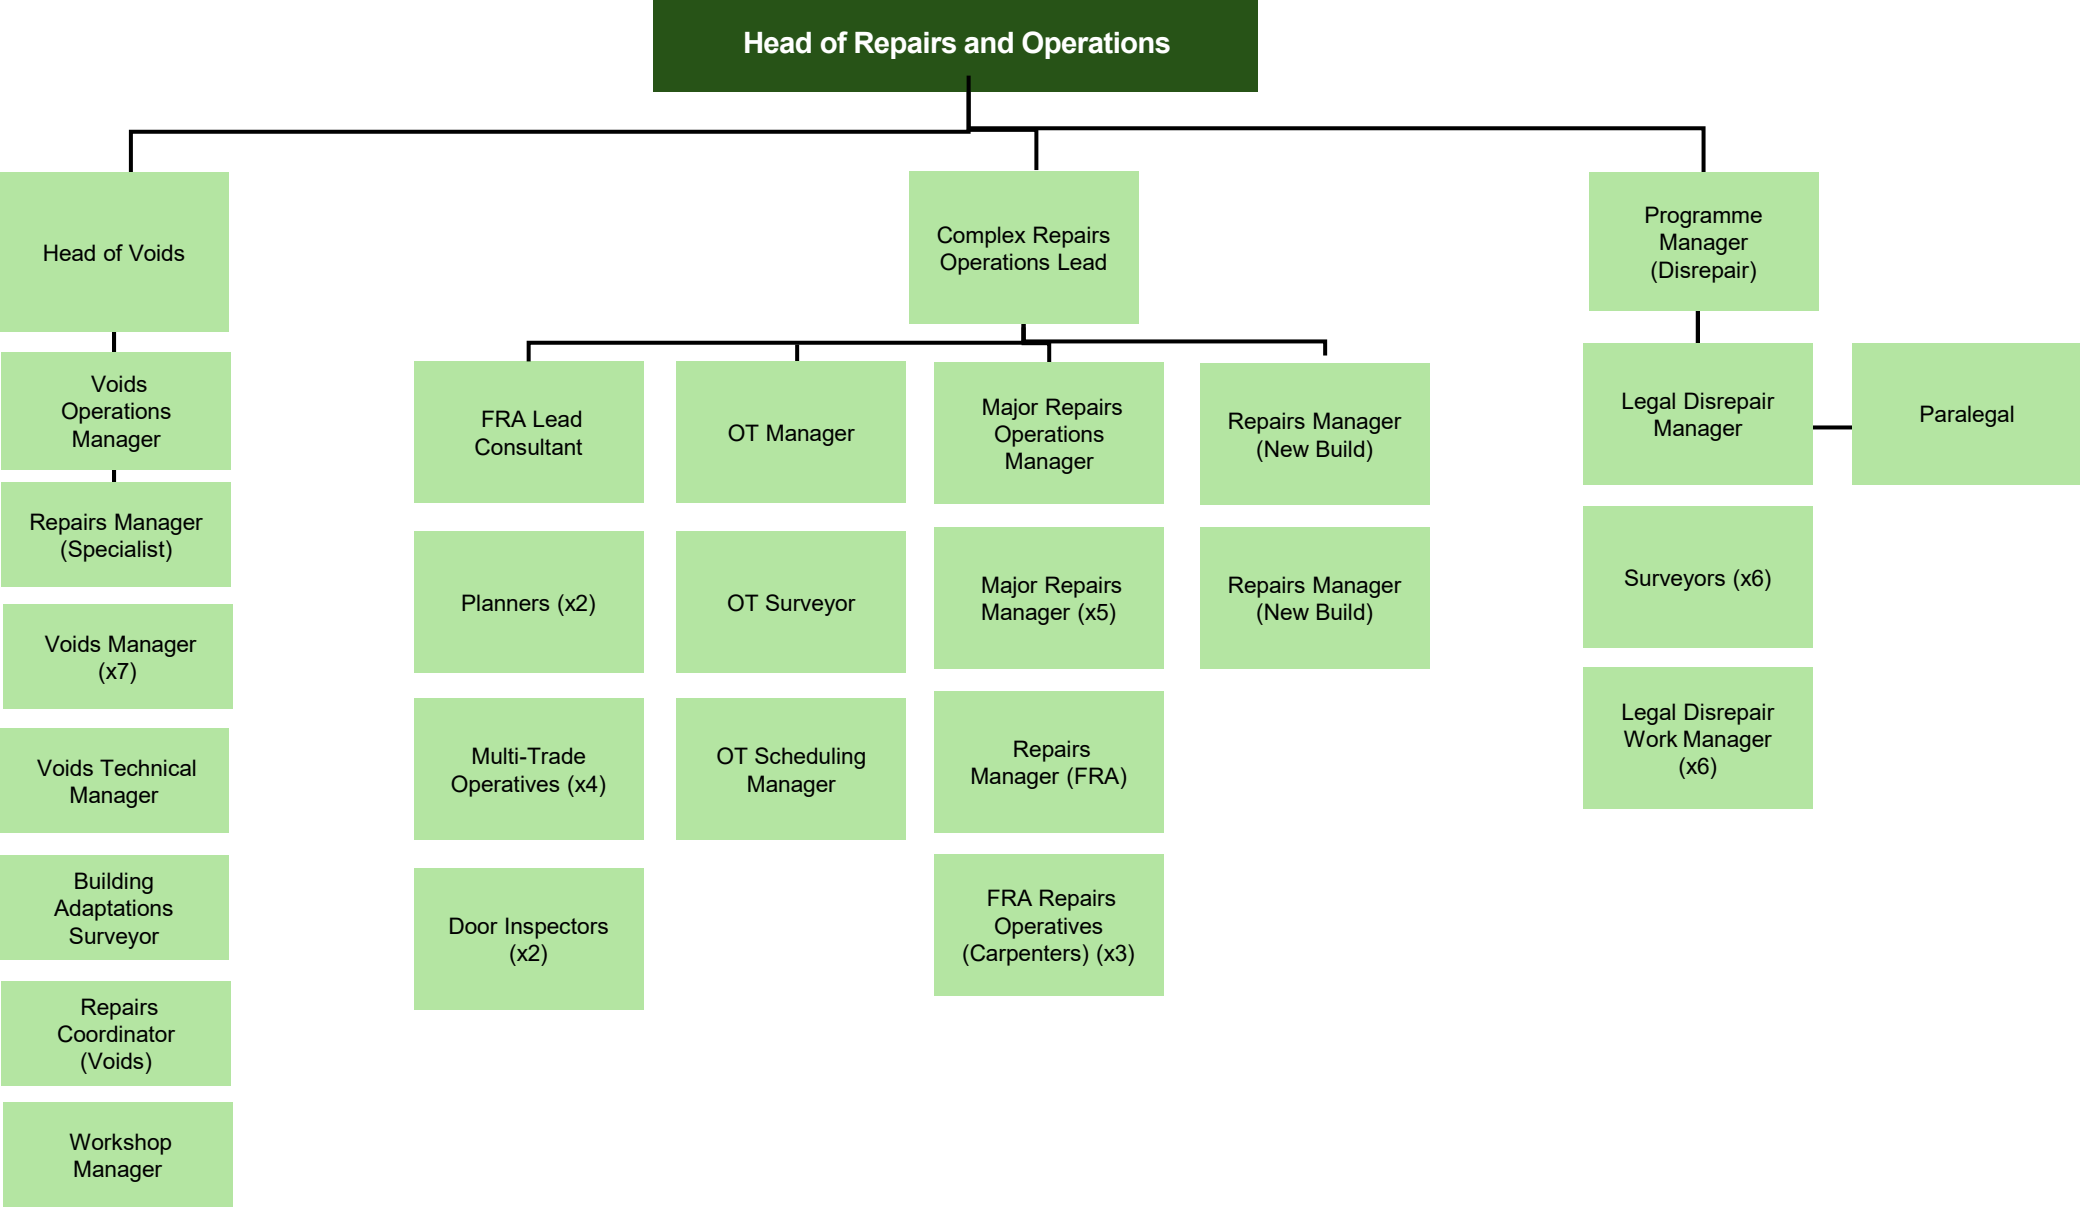 Head of Repairs and Operations
Head of Voids
Complex Repairs
Operations Lead
Programme
Manager
(Disrepair)
Voids
Operations
Manager
FRA Lead
Consultant
OT Manager
Major Repairs
Operations
Manager
Repairs Manager
(New Build)
Legal Disrepair
Manager
Paralegal
Repairs Manager
(Specialist)
Planners (x2)
OT Surveyor
Major Repairs
Manager (x5)
Repairs Manager
(New Build)
Surveyors (x6)
Voids Manager
(x7)
Multi-Trade
Operatives (x4)
OT Scheduling
Manager
Repairs
Manager (FRA)
Legal Disrepair
Work Manager
(x6)
Voids Technical
Manager
Building
Adaptations
Surveyor
Door Inspectors
(x2)
FRA Repairs
Operatives
(Carpenters) (x3)
Repairs
Coordinator
(Voids)
Workshop
Manager